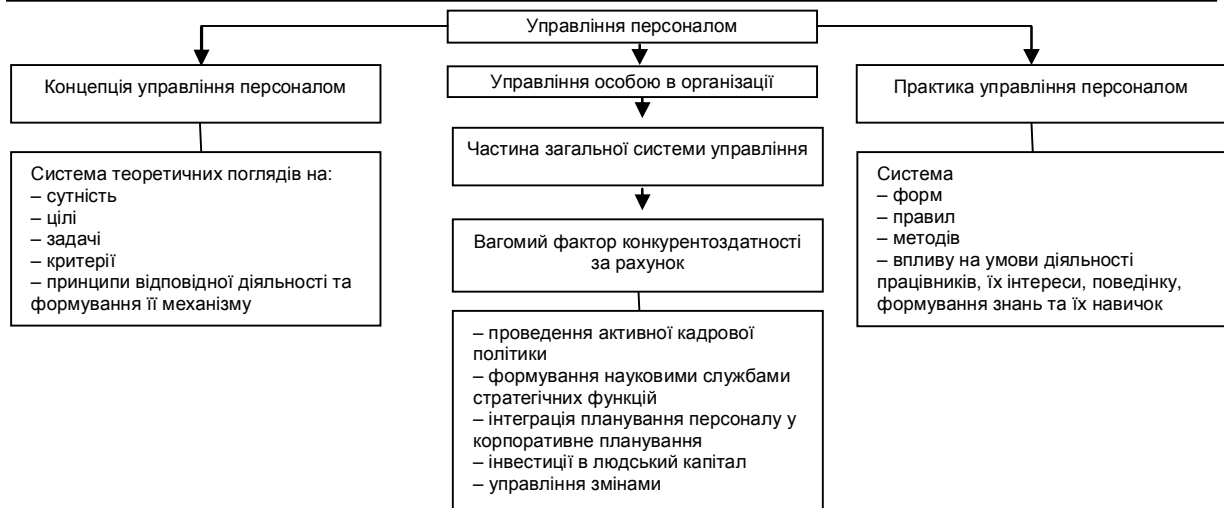 Управління персоналом
Концепція управління персоналом
Управління особою в організації
Практика управління персоналом
Частина загальної системи управління
Система теоретичних поглядів на:
– сутність
– цілі
– задачі
– критерії
– принципи відповідної діяльності та
формування її механізму
Вагомий фактор конкурентоздатності
за рахунок
– проведення активної кадрової
політики
– формування науковими службами
стратегічних функцій
– інтеграція планування персоналу у
корпоративне планування
– інвестиції в людський капітал
– управління змінами
Система
– форм
– правил
– методів
– впливу на умови діяльності
працівників, їх інтереси, поведінку,
формування знань та їх навичок